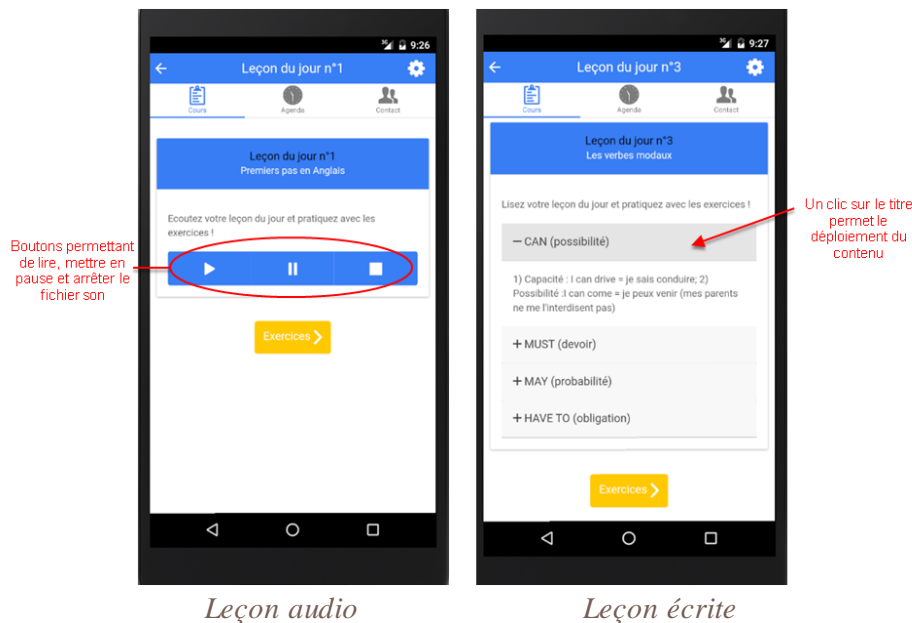 9:26
Leçon du jour n°1
Cours Agenda Contact
Leçon du jour n°1
Premiers pas en Anglais
Ecoutez votre leçon du jour et pratiquez avec les
exercices !
Exercices
Boutons permettant
de lire, mettre en
pause et arrêter le
fichier son
Leçon audio
9:27
Leçon du jour n°3
Cours Agenda Contact
Leçon du jour n°3
Les verbes modaux
Lisez votre leçon du jour et pratiquez avec les exercices !
− CAN (possibilité)
1) Capacité : I can drive = je sais conduire; 2)
Possibilité :I can come = je peux venir (mes parents
ne me l'interdisent pas)
+ MUST (devoir)
+ MAY (probabilité)
+ HAVE TO (obligation)
Exercices
Un clic sur le titre
permet le
déploiement du
contenu
Leçon écrite